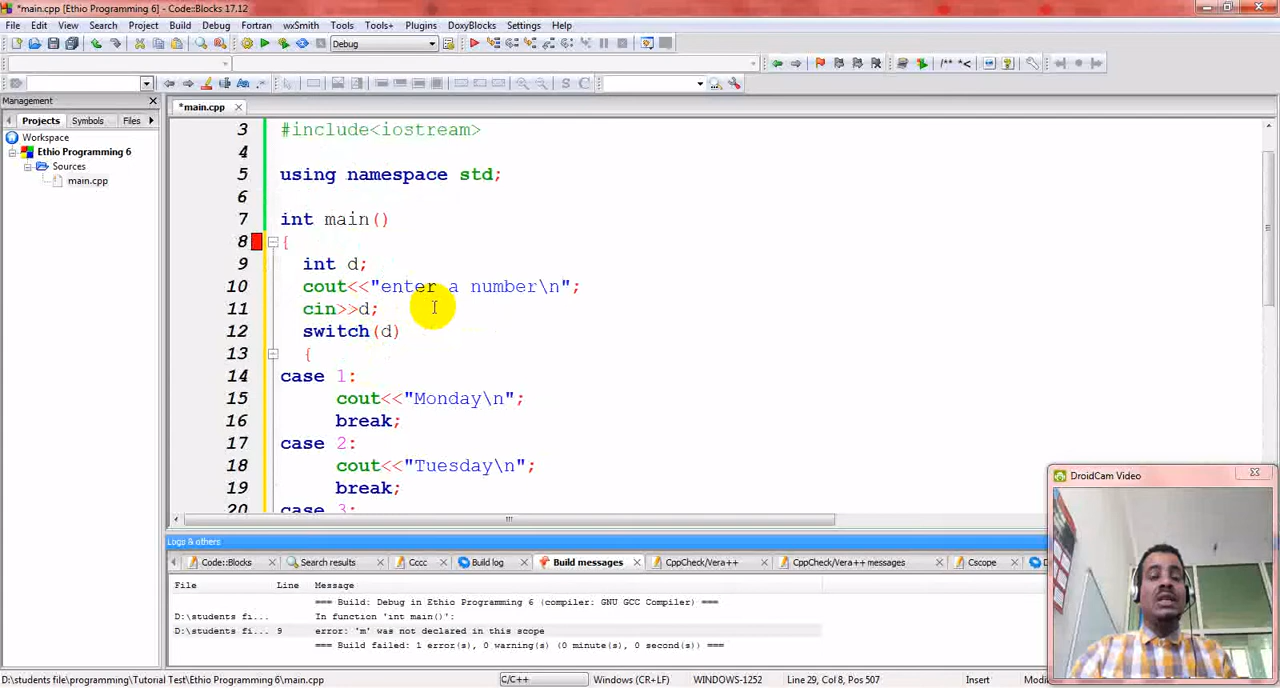 *main.cpp [Ethio Programming 6] - Code::Blocks 17.12
File Edit View Search Project Build Debug Fortran wxSmith Tools Tools+ Plugins DoxyBlocks Settings Help
Debug
/** *<
S C
Management
*main.cpp
Projects Symbols Files
Workspace
Ethio Programming 6
Sources
main.cpp
3 #include<iostream>
4
5 using namespace std;
6
7 int main()
8 {
9 int d;
10 cout<<"enter a number\n";
11 cin>>d;
12 switch(d)
13 {
14 case 1:
15 cout<<"Monday\n";
16 break;
17 case 2:
18 cout<<"Tuesday\n";
19 break;
20 case 3:
DroidCam Video
Logs & others
Code::Blocks Search results Cccc Build log Build messages CppCheck/Vera++ CppCheck/Vera++ messages Cscope
File Line Message
=== Build: Debug in Ethio Programming 6 (compiler: GNU GCC Compiler) ===
D:\students fi... In function 'int main()':
D:\students fi... 9 error: 'm' was not declared in this scope
=== Build failed: 1 error(s), 0 warning(s) (0 minute(s), 0 second(s)) ===
D:\students file\programming\Tutorial Test\Ethio Programming 6\main.cpp C/C++ Windows (CR+LF) WINDOWS-1252 Line 29, Col 5, Pos 507 Insert